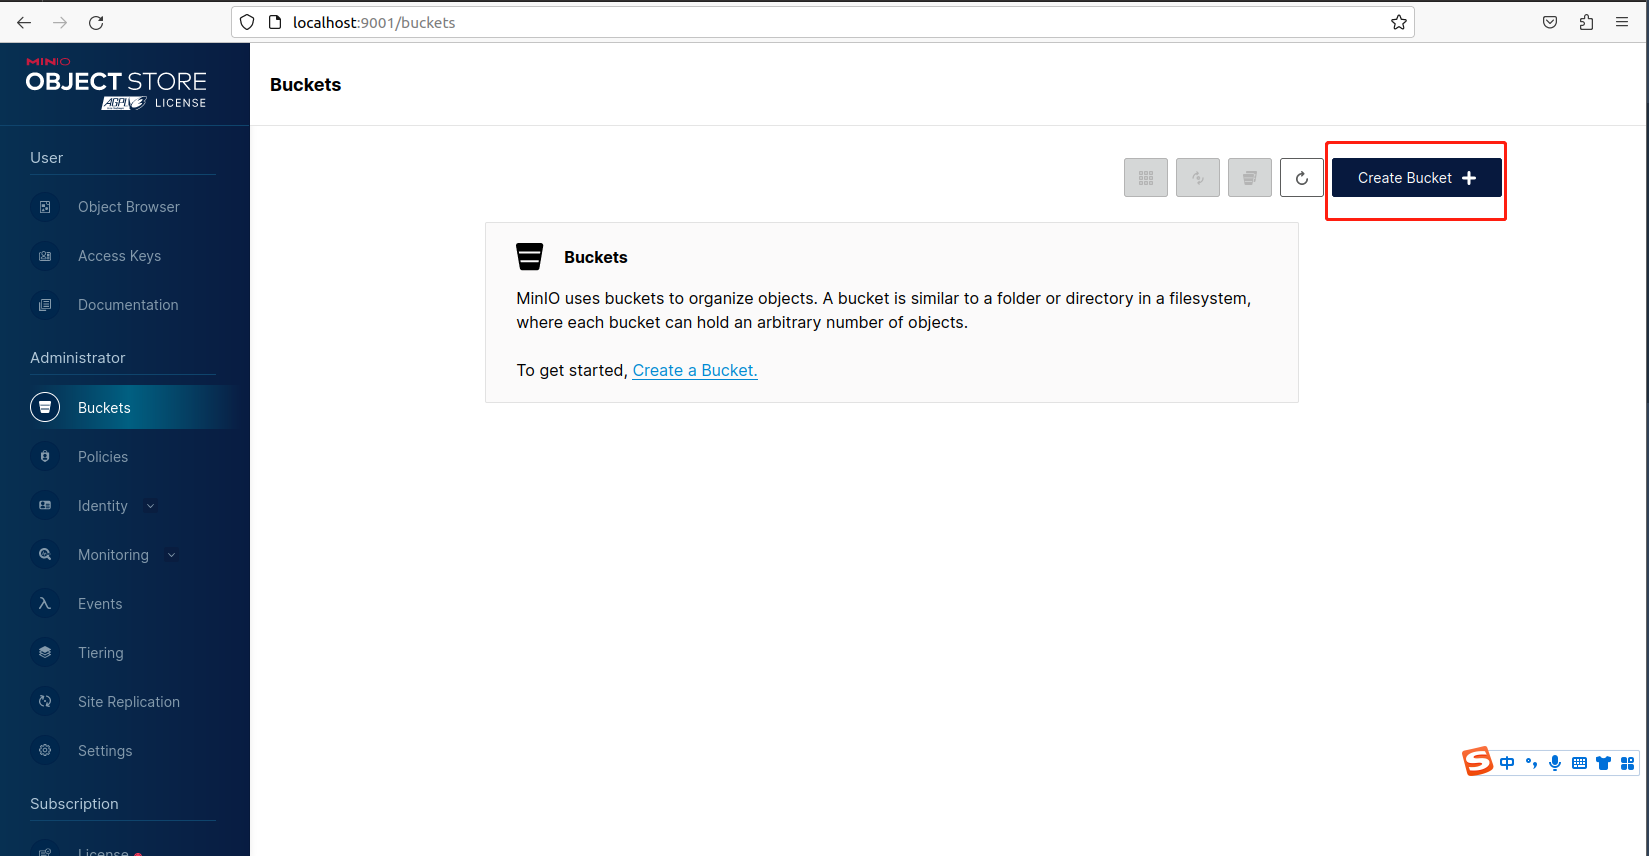 localhost:9001/buckets
MINIO
OBJECT STORE
AGPL LICENSE
User
Object Browser
Access Keys
Documentation
Administrator
Buckets
Policies
Identity
Monitoring
Events
Tiering
Site Replication
Settings
Subscription
License
Buckets
Create Bucket
Buckets
MinIO uses buckets to organize objects. A bucket is similar to a folder or directory in a filesystem,
where each bucket can hold an arbitrary number of objects.
To get started, Create a Bucket.
S 中 °,